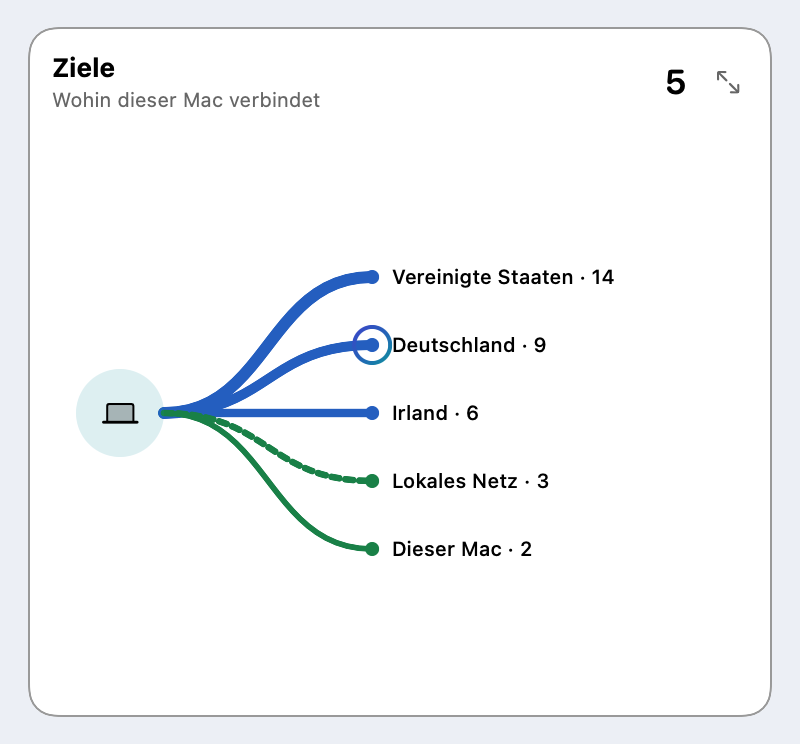 Ziele
Wohin dieser Mac verbindet
5
Vereinigte Staaten · 14
Deutschland · 9
Irland · 6
Lokales Netz · 3
Dieser Mac · 2